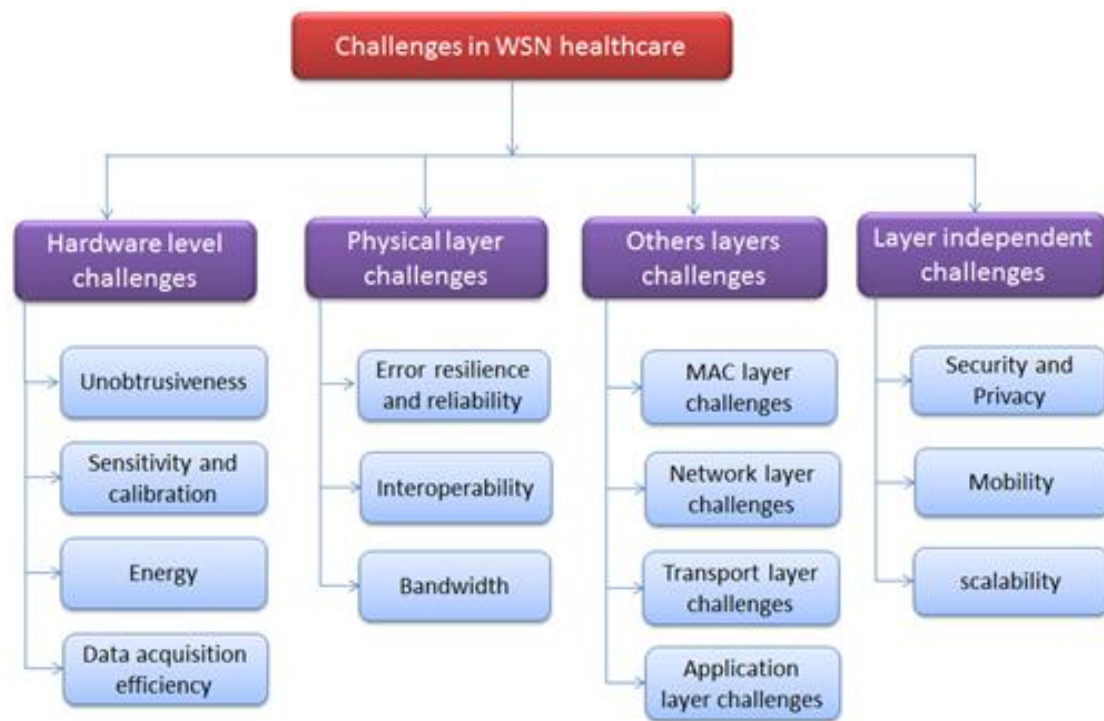 Challenges in WSN healthcare
Hardware level
challenges
Unobtrusiveness
Sensitivity and
calibration
Energy
Data acquisition
efficiency
Physical layer
challenges
Error resilience
and reliability
Interoperability
Bandwidth
Others layers
challenges
MAC layer
challenges
Network layer
challenges
Transport layer
challenges
Application
layer challenges
Layer independent
challenges
Security and
Privacy
Mobility
scalability